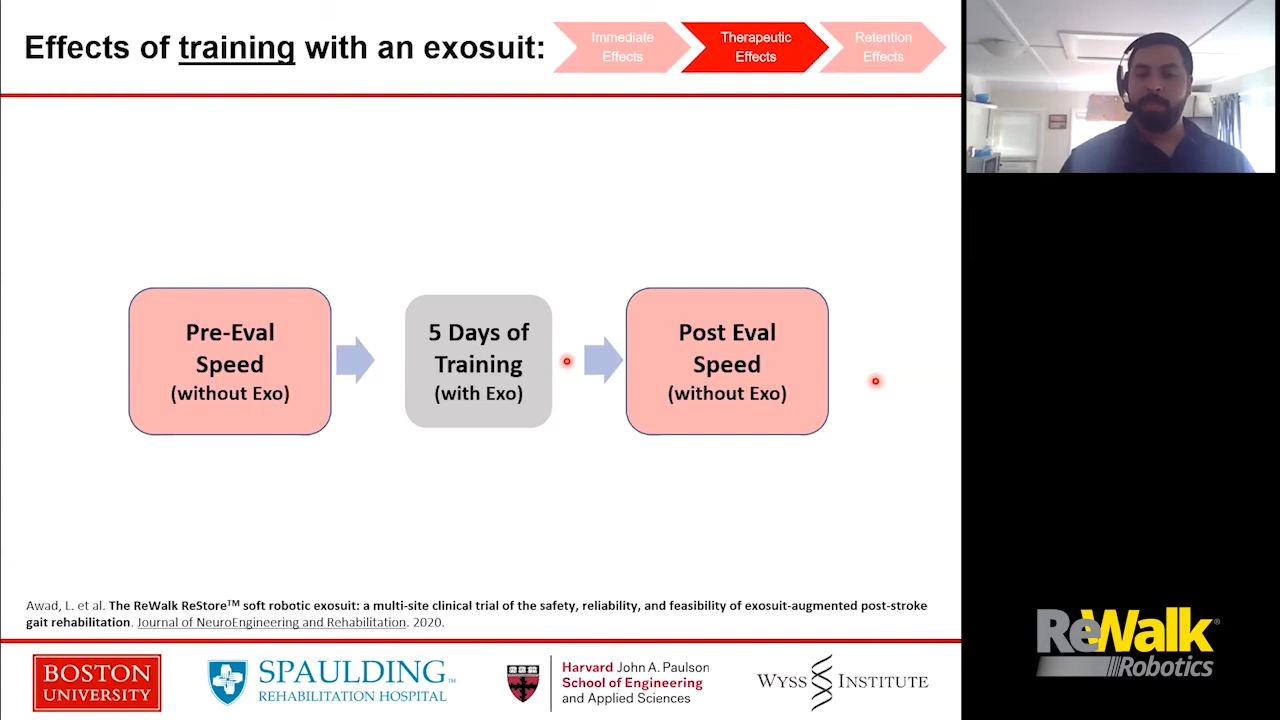 Effects of training with an exosuit:
Immediate
Effects
Therapeutic
Effects
Retention
Effects
Pre-Eval
Speed
(without Exo)
5 Days of
Training
(with Exo)
Post Eval
Speed
(without Exo)
Awad, L. et al. The ReWalk ReStore™ soft robotic exosuit: a multi-site clinical trial of the safety, reliability, and feasibility of exosuit-augmented post-stroke
gait rehabilitation. Journal of NeuroEngineering and Rehabilitation. 2020.
BOSTON
UNIVERSITY
SPAULDING™
REHABILITATION HOSPITAL
Harvard John A. Paulson
School of Engineering
and Applied Sciences
WYSS INSTITUTE
ReWalk®
Robotics